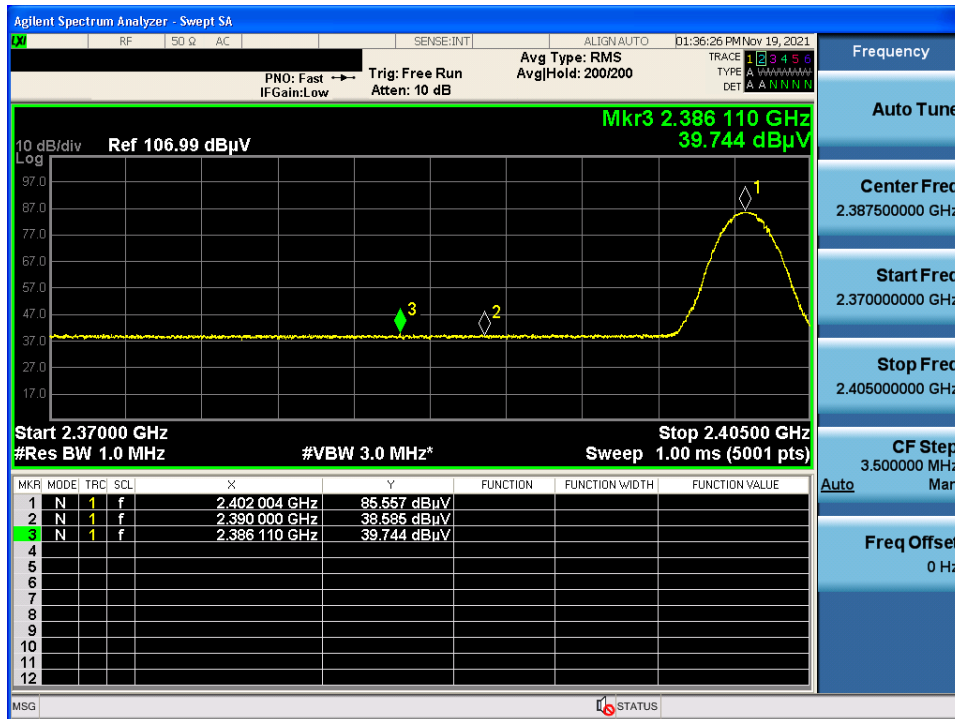 Agilent Spectrum Analyzer - Swept SA
LXI RF 50 Ω AC SENSE:INT ALIGN AUTO 01:36:26 PM Nov 19, 2021
Frequency
PNO: Fast
IFGain:Low
Trig: Free Run
Atten: 10 dB
Avg Type: RMS
Avg|Hold: 200/200
TRACE 1 2 3 4 5 6
TYPE A WWWWWW
DET A A N N N N
Auto Tune
Mkr3 2.386 110 GHz
39.744 dBµV
10 dB/div
Log
Ref 106.99 dBµV
97.0
87.0
77.0
67.0
57.0
47.0
37.0
27.0
17.0
1
2
3
Center Freq
2.387500000 GHz
Start Freq
2.370000000 GHz
Stop Freq
2.405000000 GHz
Start 2.37000 GHz Stop 2.40500 GHz
#Res BW 1.0 MHz #VBW 3.0 MHz* Sweep 1.00 ms (5001 pts)
CF Step
3.500000 MHz
Auto Man
MKR MODE TRC SCL X Y FUNCTION FUNCTION WIDTH FUNCTION VALUE
1 N 1 f 2.402 004 GHz 85.557 dBµV
2 N 1 f 2.390 000 GHz 38.585 dBµV
3 N 1 f 2.386 110 GHz 39.744 dBµV
4
5
6
7
8
9
10
11
12
Freq Offset
0 Hz
MSG STATUS